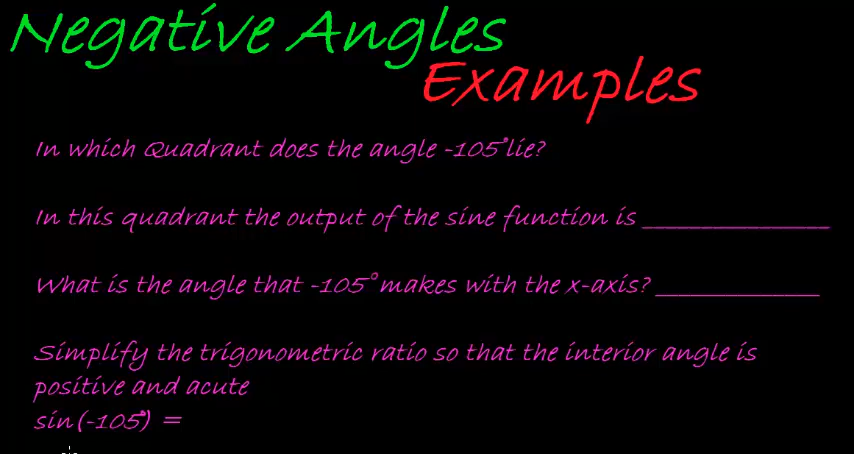 Negative Angles
Examples
In which Quadrant does the angle -105° lie?
In this quadrant the output of the sine function is ________________
What is the angle that -105° makes with the x-axis? ______________
Simplify the trigonometric ratio so that the interior angle is
positive and acute
sin(-105°) =